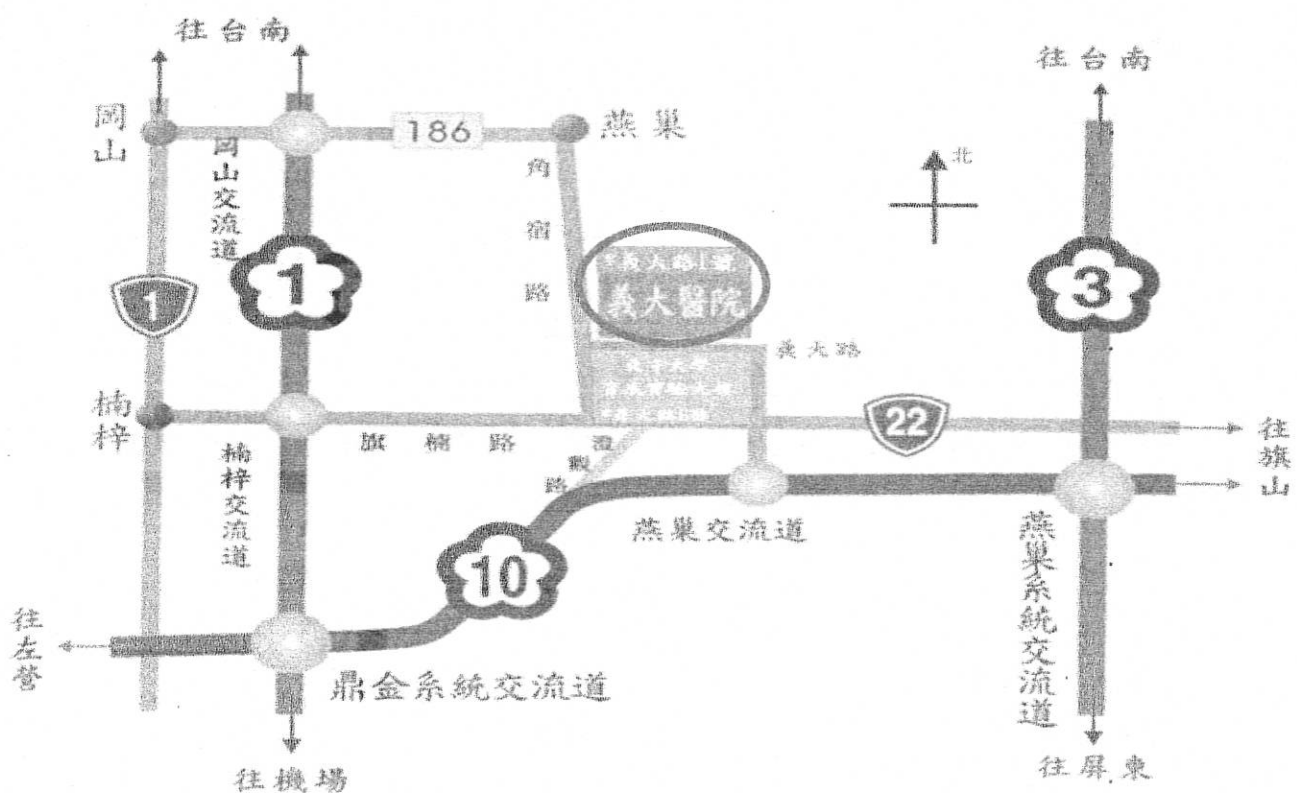 往台南
往台南
岡山
186
燕巢
北
岡山交流道
角宿路
1
1
3
義大醫院
義大路
楠梓
22
旗楠路
澄觀路
往旗山
楠梓交流道
燕巢交流道
10
燕巢系統交流道
往左營
鼎金系統交流道
往機場
往屏東